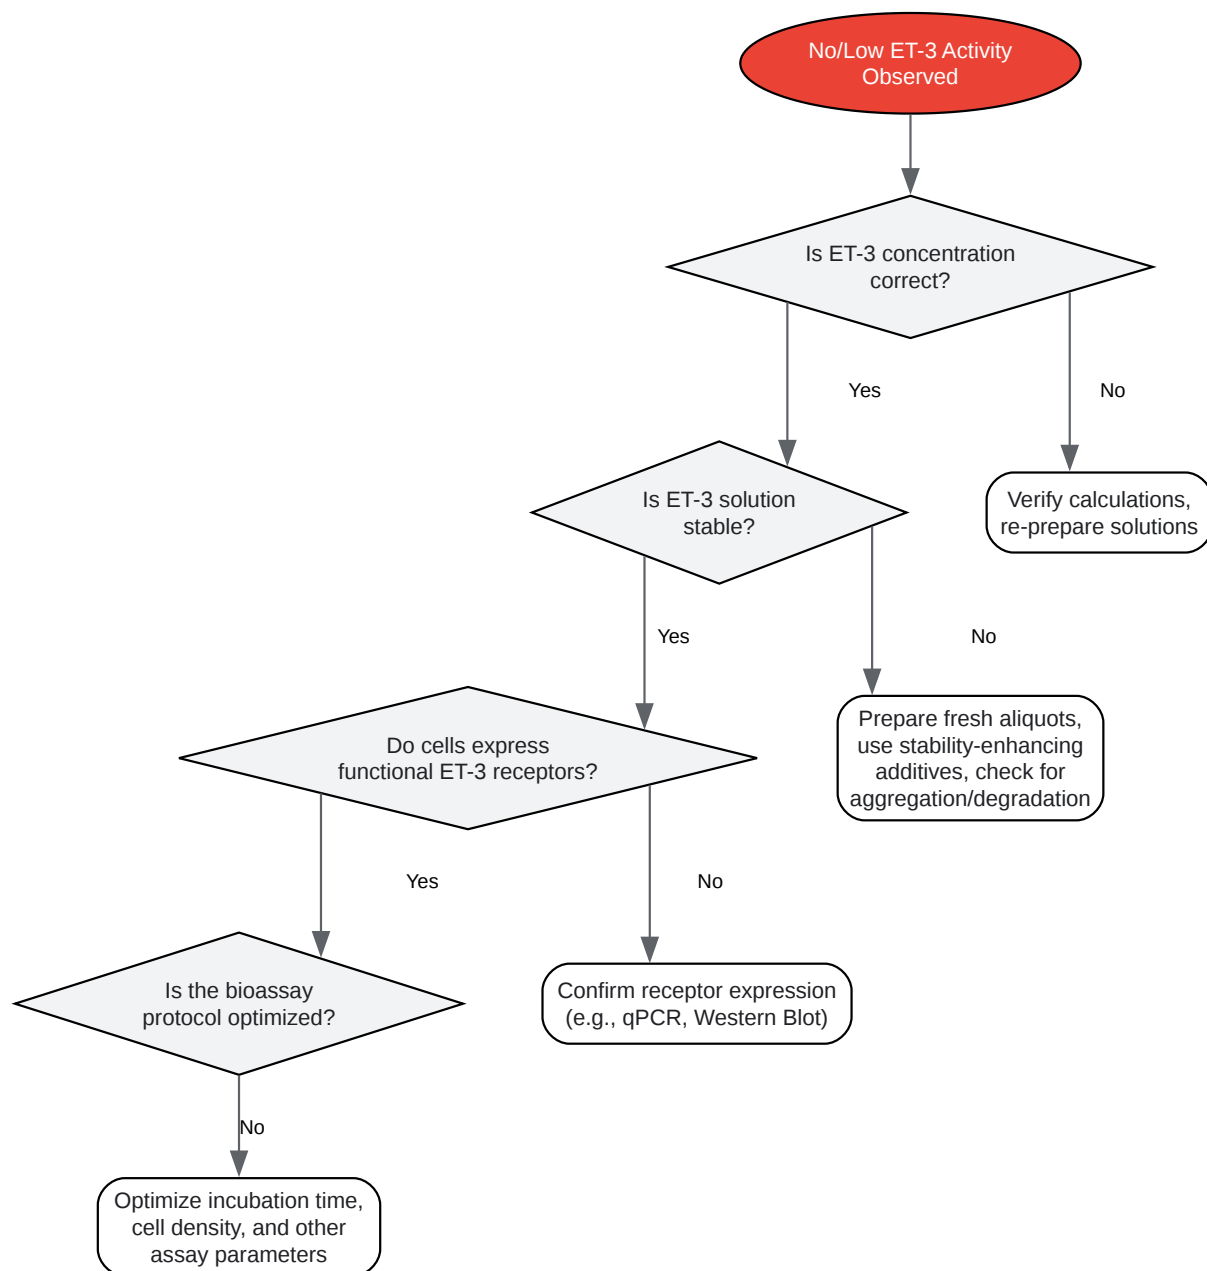 No/Low ET-3 Activity
Observed
Is ET-3 concentration
correct?
Yes
No
Is ET-3 solution
stable?
Verify calculations,
re-prepare solutions
Yes
No
Do cells express
functional ET-3 receptors?
Prepare fresh aliquots,
use stability-enhancing
additives, check for
aggregation/degradation
Yes
No
Is the bioassay
protocol optimized?
Confirm receptor expression
(e.g., qPCR, Western Blot)
No
Optimize incubation time,
cell density, and other
assay parameters